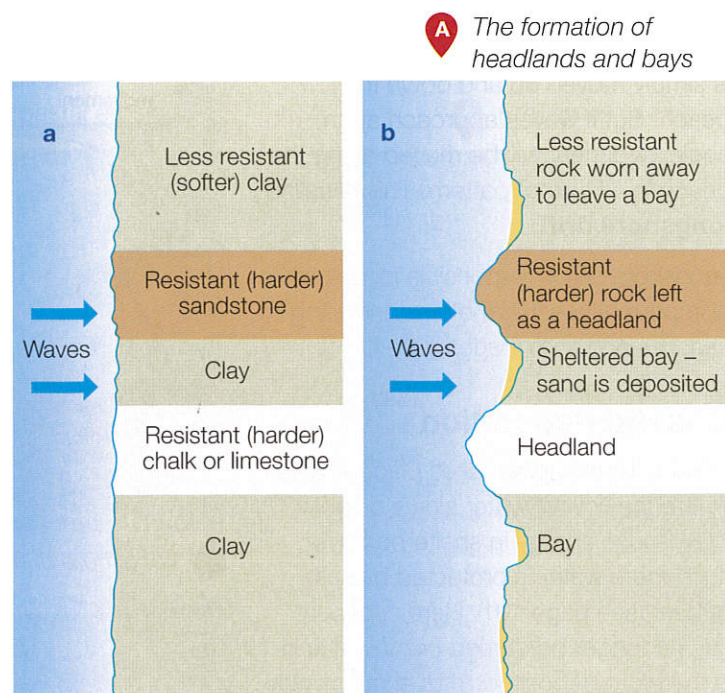 A
The formation of
headlands and bays
a
Less resistant
(softer) clay
Resistant (harder)
sandstone
Waves
Clay
Resistant (harder)
chalk or limestone
Clay
b
Less resistant
rock worn away
to leave a bay
Resistant
(harder) rock left
as a headland
Waves
Sheltered bay –
sand is deposited
Headland
Bay